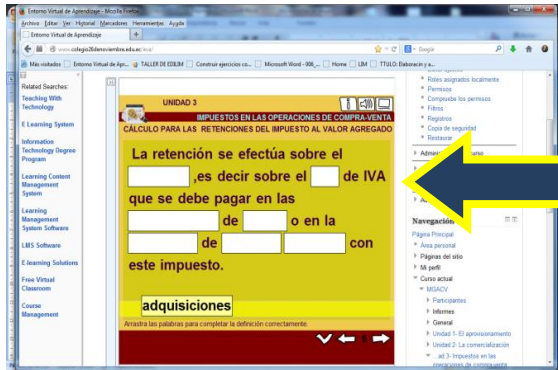 Entorno Virtual de Aprendizaje - Mozilla Firefox
Archivo Editar Ver Historial Marcadores Herramientas Ayuda
Entorno Virtual de Aprendizaje
Google
Más visitados Entorno Virtual de Apr... TALLER DE EDILIM Construir ejercicios co... Microsoft Word - 008_... Home LIM TTULO: Elaboracin y e...
Related Searches:
Teaching With
Technology
E Learning System
Information
Technology Degree
Program
Learning Content
Management
System
Learning
Management
System Software
LMS Software
E-learning Solutions
Free Virtual
Classroom
Course
Management
UNIDAD 3
IMPUESTOS EN LAS OPERACIONES DE COMPRA-VENTA
CÁLCULO PARA LAS RETENCIONES DEL IMPUESTO AL VALOR AGREGADO
La retención se efectúa sobre el
,es decir sobre el de IVA
que se debe pagar en las
de o en la
de con
este impuesto.
adquisiciones
Arrastra las palabras para completar la definición correctamente.
Roles asignados localmente
Permisos
Compruebe los permisos
Filtros
Registros
Copia de seguridad
Restaurar
Navegación
Página Principal
Área personal
Páginas del sitio
Mi perfil
Curso actual
MGACV
Participantes
Informes
General
Unidad 1- El aprovisionamiento
Unidad 2- La comercialización
...ad 3- Impuestos en las
operaciones de compraventa